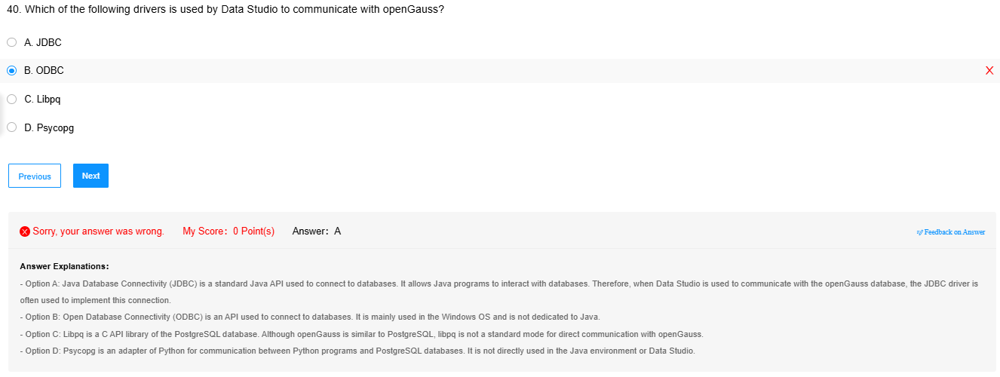 40. Which of the following drivers is used by Data Studio to communicate with openGauss?
A. JDBC
B. ODBC
C. Libpq
D. Psycopg
Previous
Next
Sorry, your answer was wrong. My Score: 0 Point(s) Answer: A
Feedback on Answer
Answer Explanations:
- Option A: Java Database Connectivity (JDBC) is a standard Java API used to connect to databases. It allows Java programs to interact with databases. Therefore, when Data Studio is used to communicate with the openGauss database, the JDBC driver is
often used to implement this connection.
- Option B: Open Database Connectivity (ODBC) is an API used to connect to databases. It is mainly used in the Windows OS and is not dedicated to Java.
- Option C: Libpq is a C API library of the PostgreSQL database. Although openGauss is similar to PostgreSQL, libpq is not a standard mode for direct communication with openGauss.
- Option D: Psycopg is an adapter of Python for communication between Python programs and PostgreSQL databases. It is not directly used in the Java environment or Data Studio.